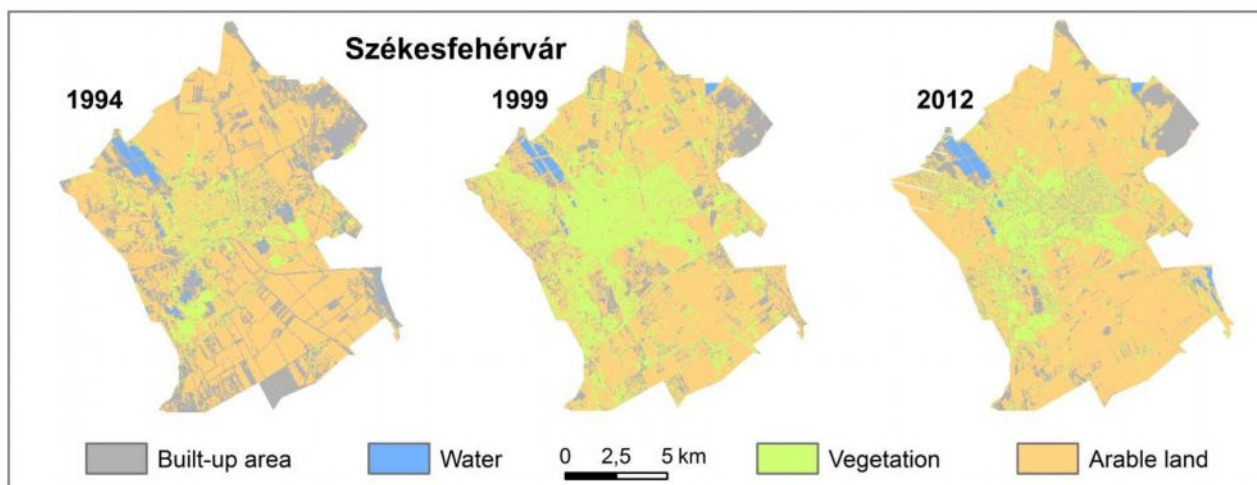 Székesfehérvár
1994
1999
2012
Built-up area
Water
0 2,5 5 km
Vegetation
Arable land